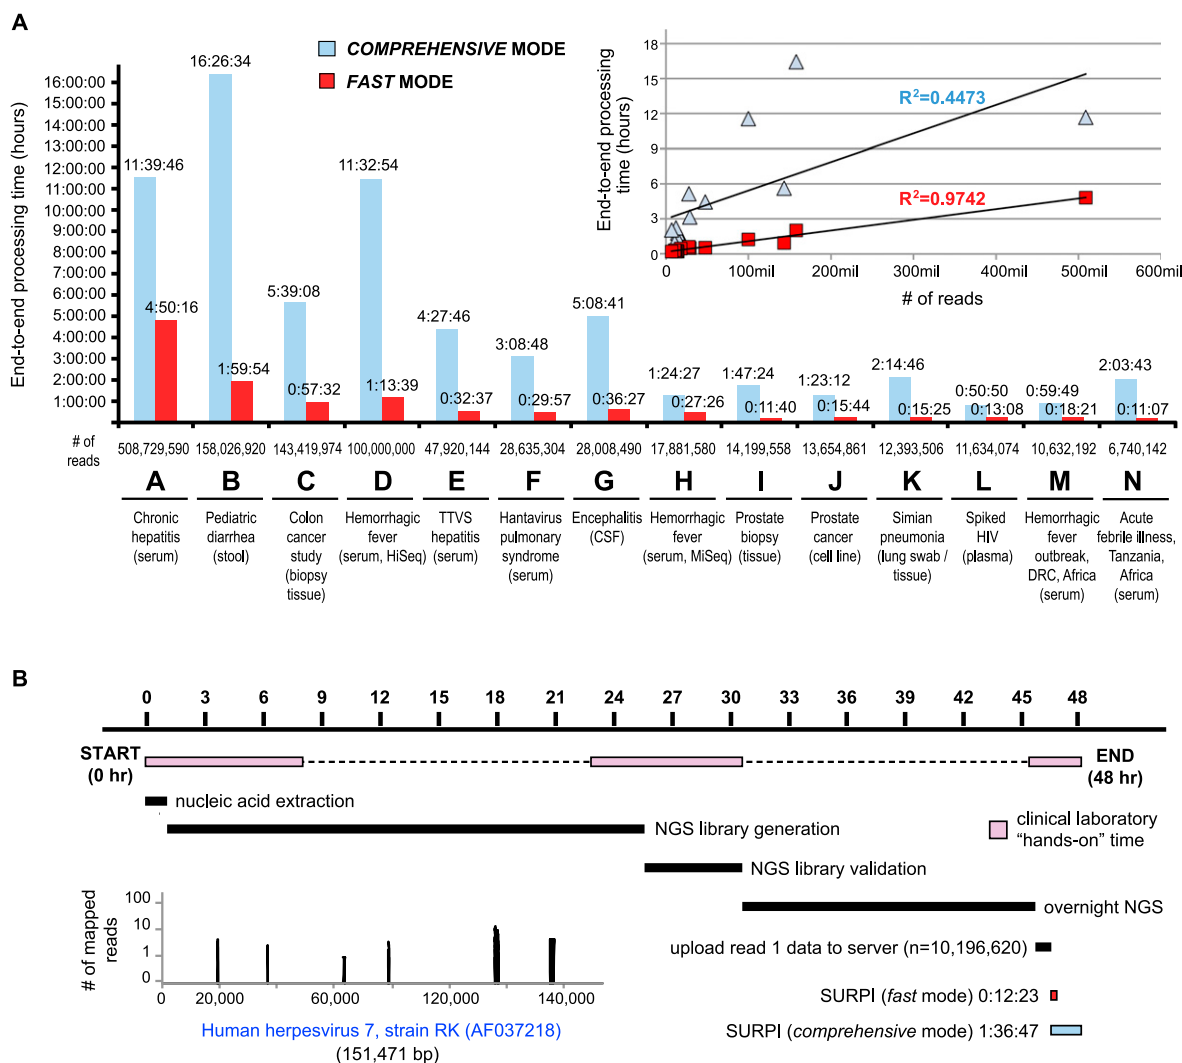 A
COMPREHENSIVE MODE
FAST MODE
End-to-end processing time (hours)
16:00:00
15:00:00
14:00:00
13:00:00
12:00:00
11:00:00
10:00:00
9:00:00
8:00:00
7:00:00
6:00:00
5:00:00
4:00:00
3:00:00
2:00:00
1:00:00
11:39:46
4:50:16
16:26:34
1:59:54
5:39:08
0:57:32
11:32:54
1:13:39
4:27:46
0:32:37
3:08:48
0:29:57
5:08:41
0:36:27
1:24:27
0:27:26
1:47:24
0:11:40
1:23:12
0:15:44
2:14:46
0:15:25
0:50:50
0:13:08
0:59:49
0:18:21
2:03:43
0:11:07
End-to-end processing
time (hours)
18
15
12
9
6
3
0
R²=0.4473
R²=0.9742
0 100mil 200mil 300mil 400mil 500mil 600mil
# of reads
# of
reads
508,729,590 158,026,920 143,419,974 100,000,000 47,920,144 28,635,304 28,008,490 17,881,580 14,199,558 13,654,861 12,393,506 11,634,074 10,632,192 6,740,142
A B C D E F G H I J K L M N
Chronic
hepatitis
(serum)
Pediatric
diarrhea
(stool)
Colon
cancer
study
(biopsy
tissue)
Hemorrhagic
fever
(serum, HiSeq)
TTVS
hepatitis
(serum)
Hantavirus
pulmonary
syndrome
(serum)
Encephalitis
(CSF)
Hemorrhagic
fever
(serum, MiSeq)
Prostate
biopsy
(tissue)
Prostate
cancer
(cell line)
Simian
pneumonia
(lung swab /
tissue)
Spiked
HIV
(plasma)
Hemorrhagic
fever
outbreak,
DRC, Africa
(serum)
Acute
febrile illness,
Tanzania,
Africa
(serum)
B
0 3 6 9 12 15 18 21 24 27 30 33 36 39 42 45 48
START
(0 hr)
END
(48 hr)
nucleic acid extraction
NGS library generation
clinical laboratory
"hands-on" time
NGS library validation
overnight NGS
upload read 1 data to server (n=10,196,620)
SURPI (fast mode) 0:12:23
SURPI (comprehensive mode) 1:36:47
# of mapped
reads
100
10
1
0
0 20,000 60,000 120,000 140,000
Human herpesvirus 7, strain RK (AF037218)
(151,471 bp)